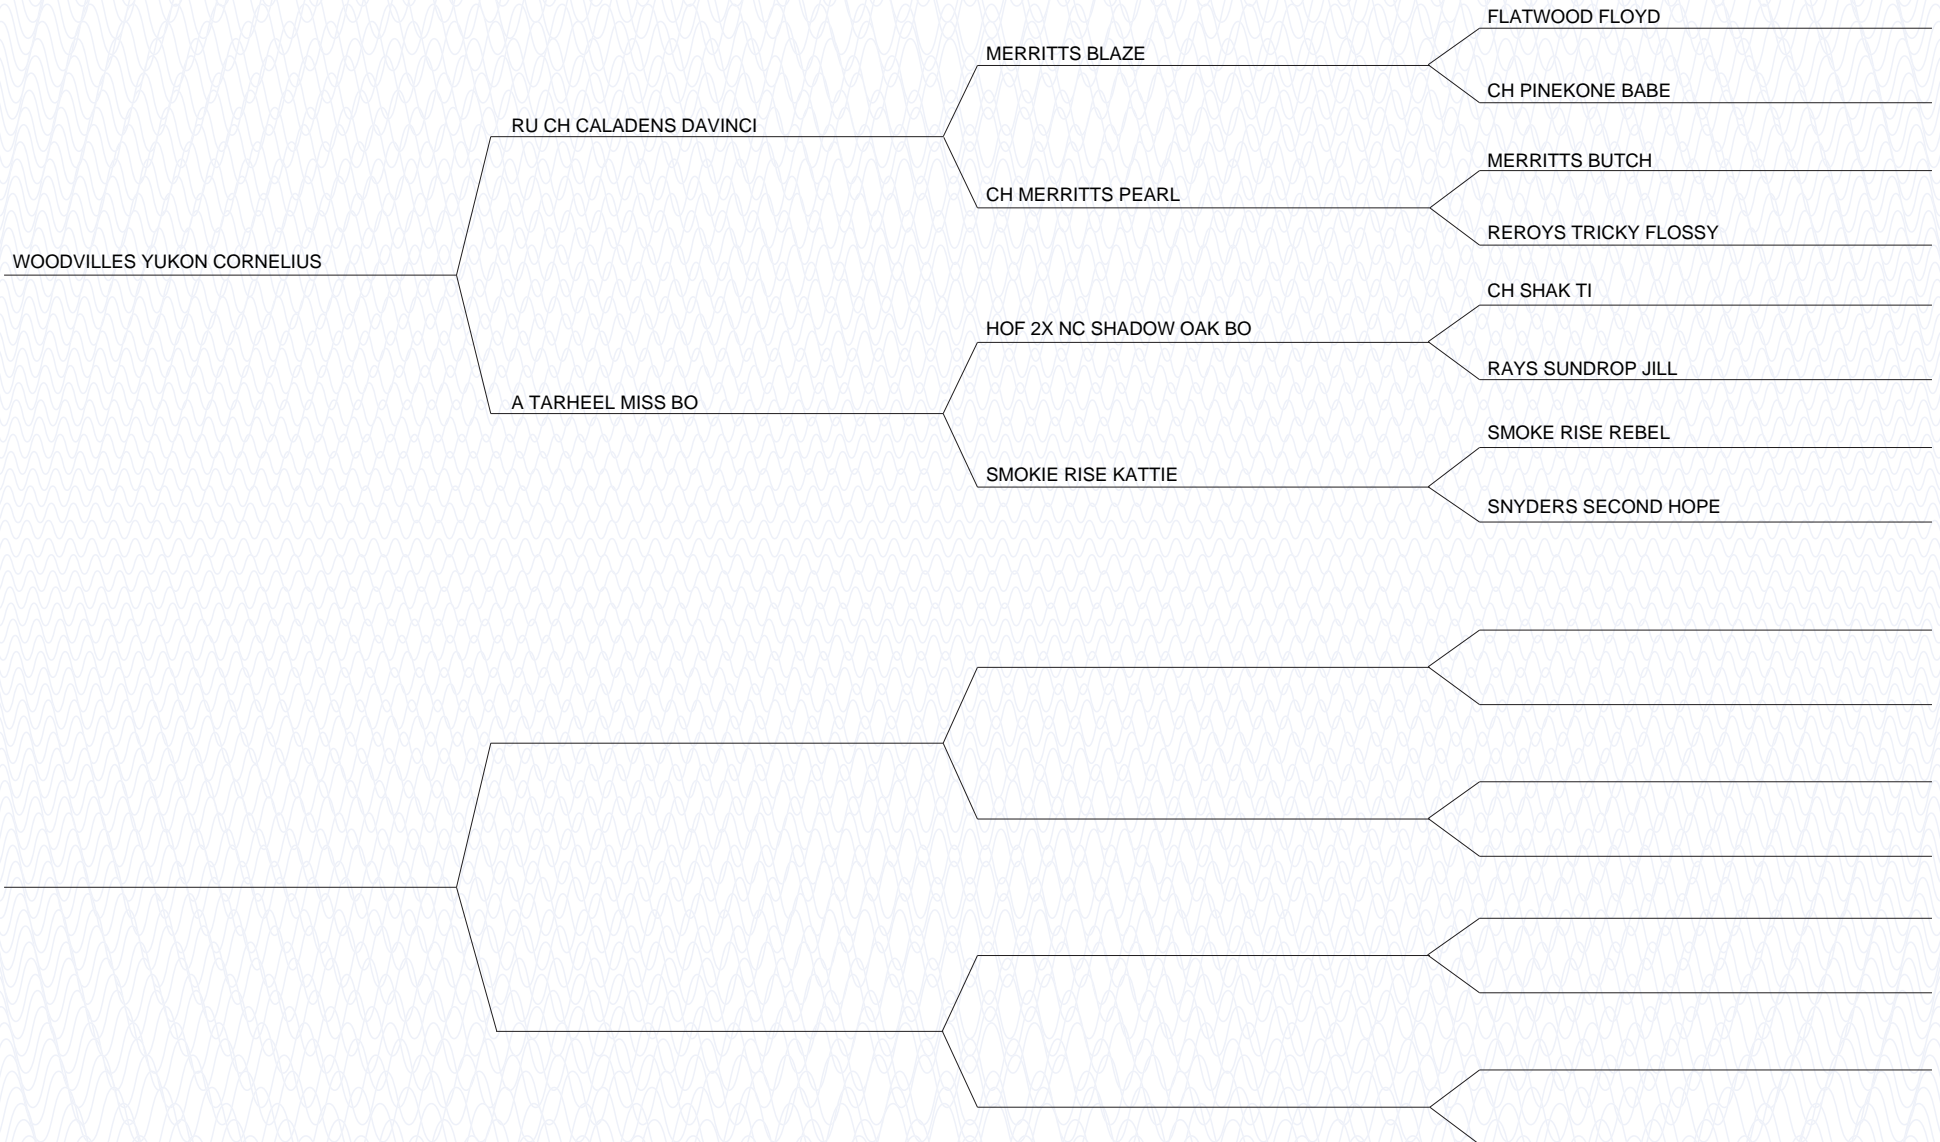 FLATWOOD FLOYD
MERRITTS BLAZE
CH PINEKONE BABE
RU CH CALADENS DAVINCI
MERRITTS BUTCH
CH MERRITTS PEARL
REROYS TRICKY FLOSSY
WOODVILLES YUKON CORNELIUS
CH SHAK TI
HOF 2X NC SHADOW OAK BO
RAYS SUNDROP JILL
A TARHEEL MISS BO
SMOKE RISE REBEL
SMOKIE RISE KATTIE
SNYDERS SECOND HOPE